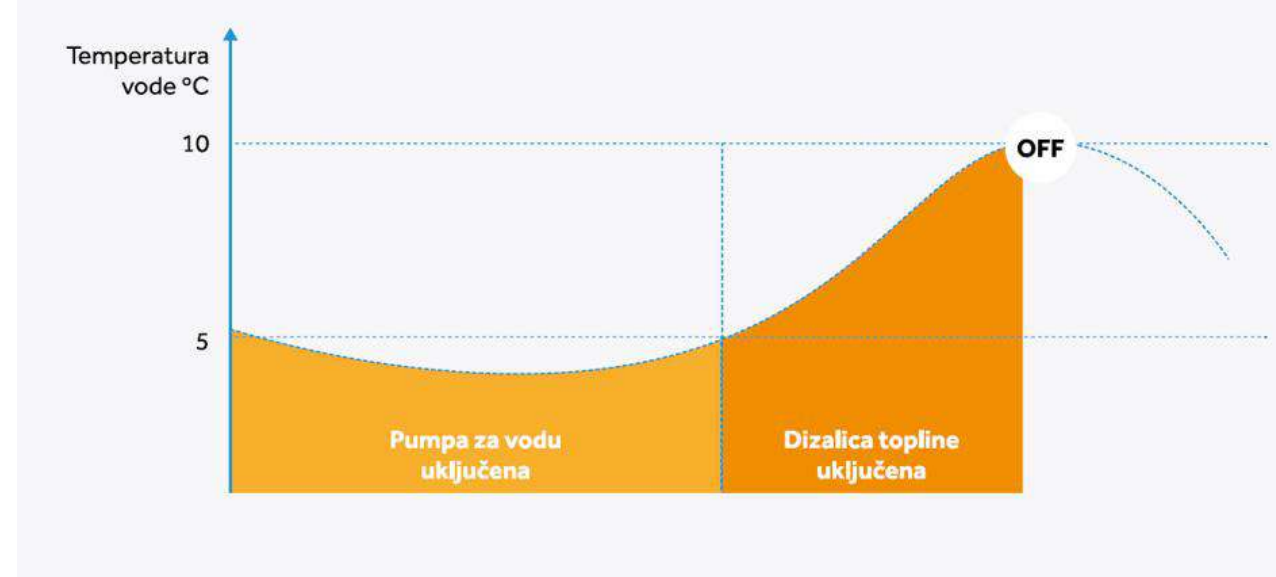 Temperatura
vode °C
10
OFF
5
Pumpa za vodu
uključena
Dizalica topline
uključena